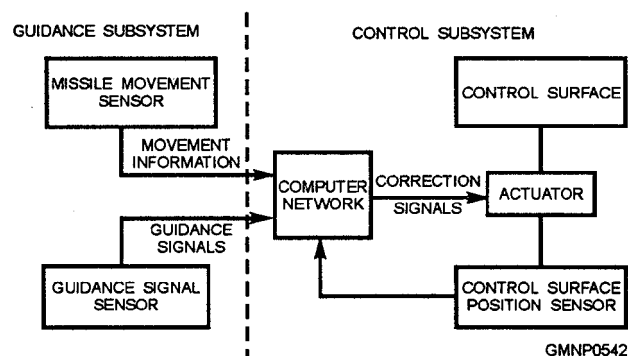 GUIDANCE SUBSYSTEM
CONTROL SUBSYSTEM
MISSILE MOVEMENT
SENSOR
CONTROL SURFACE
MOVEMENT
INFORMATION
COMPUTER
NETWORK
CORRECTION
SIGNALS
ACTUATOR
GUIDANCE
SIGNALS
GUIDANCE SIGNAL
SENSOR
CONTROL SURFACE
POSITION SENSOR
GMNP0542